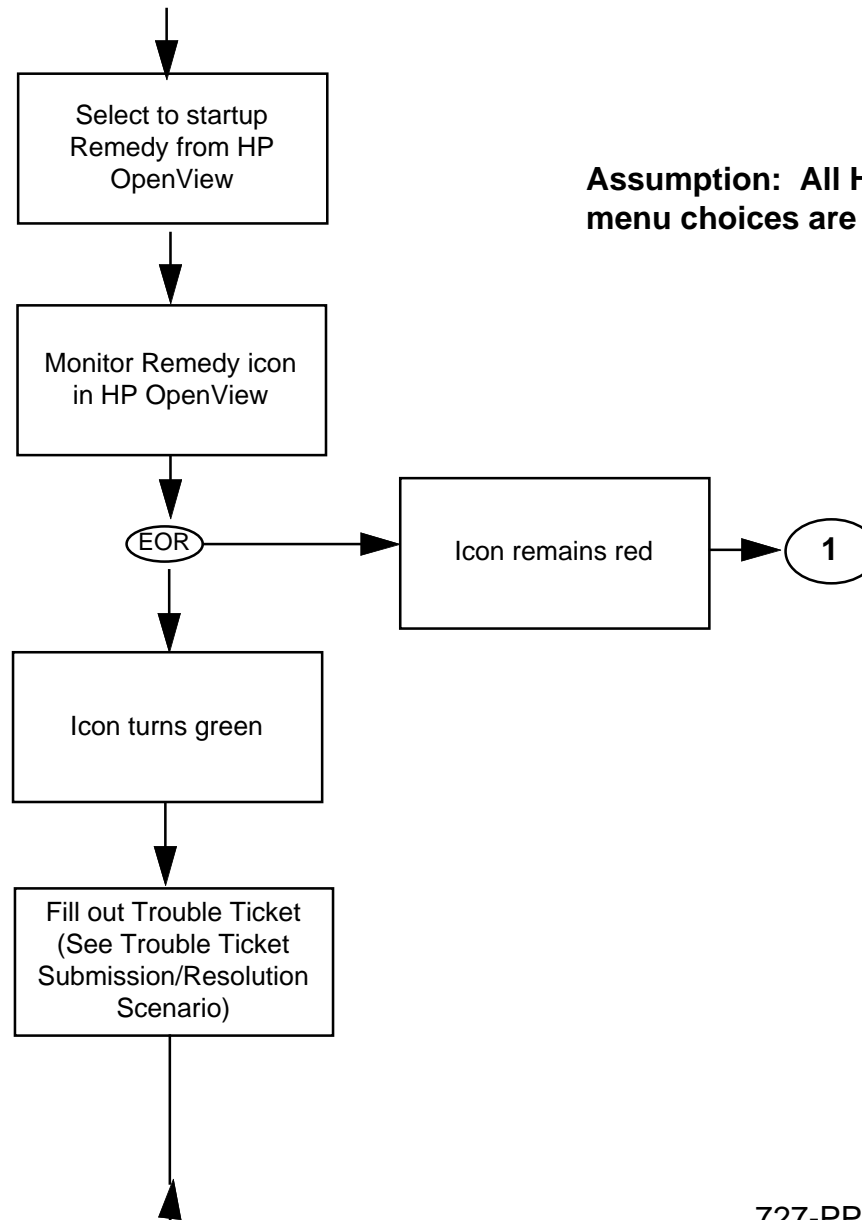 Select to startup
Remedy from HP
OpenView
Assumption: All
menu choices are
Monitor Remedy icon
in HP OpenView
EOR
Icon remains red
1
Icon turns green
Fill out Trouble Ticket
(See Trouble Ticket
Submission/Resolution
Scenario)